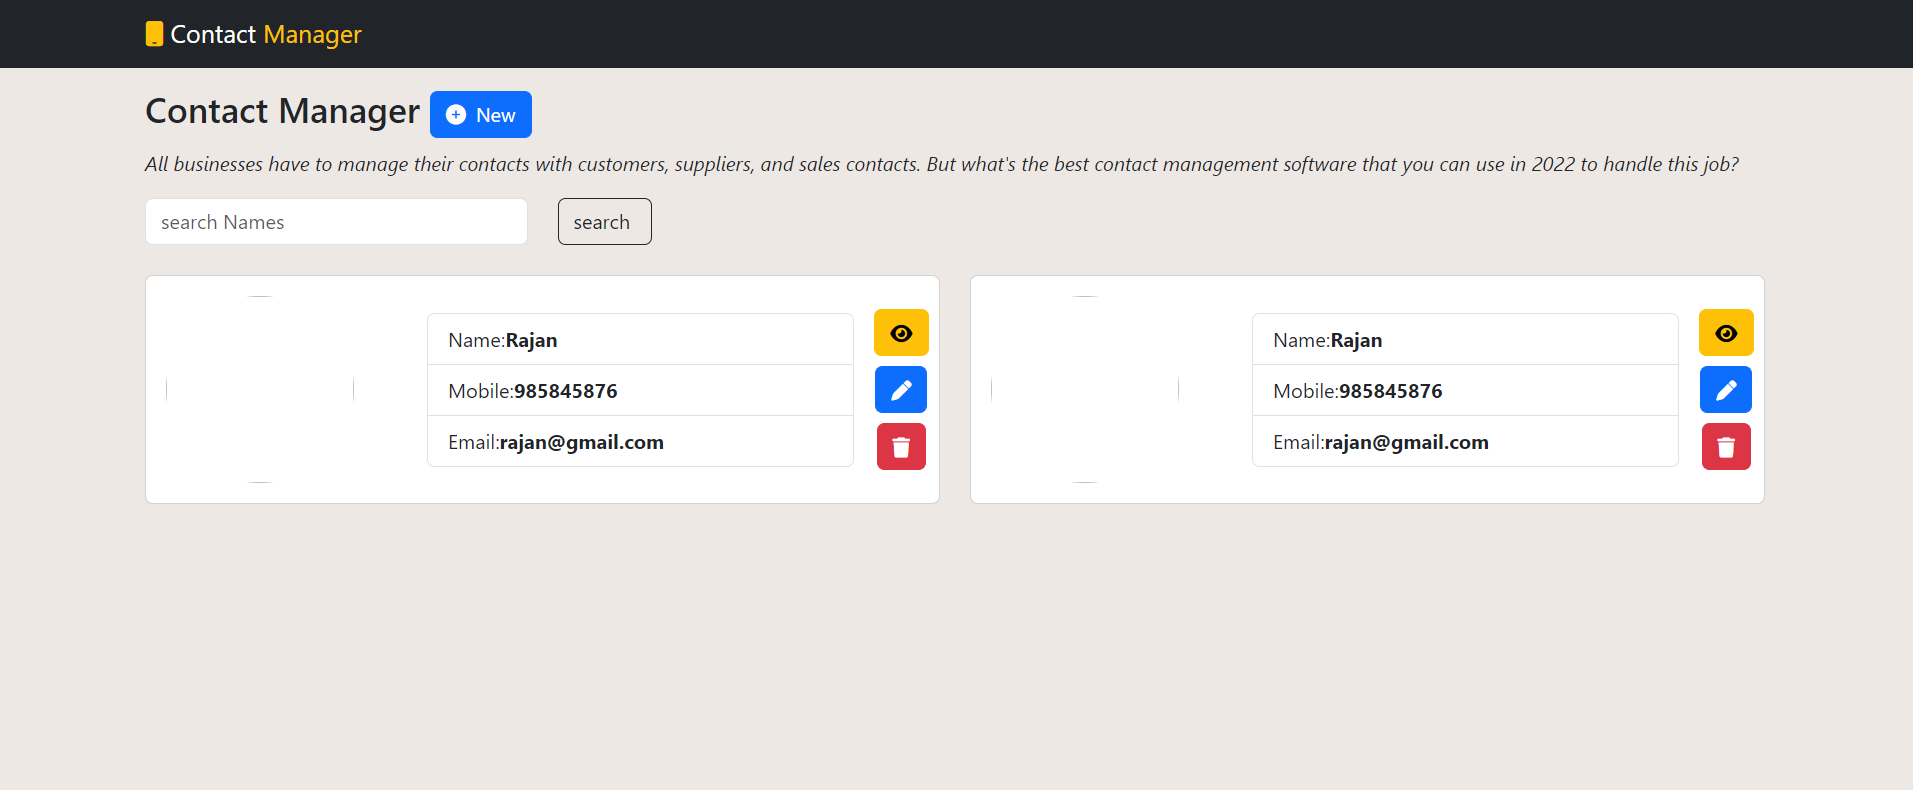 Contact Manager
Contact Manager New
All businesses have to manage their contacts with customers, suppliers, and sales contacts. But what's the best contact management software that you can use in 2022 to handle this job?
search Names search
Name:Rajan
Mobile:985845876
Email:rajan@gmail.com
Name:Rajan
Mobile:985845876
Email:rajan@gmail.com